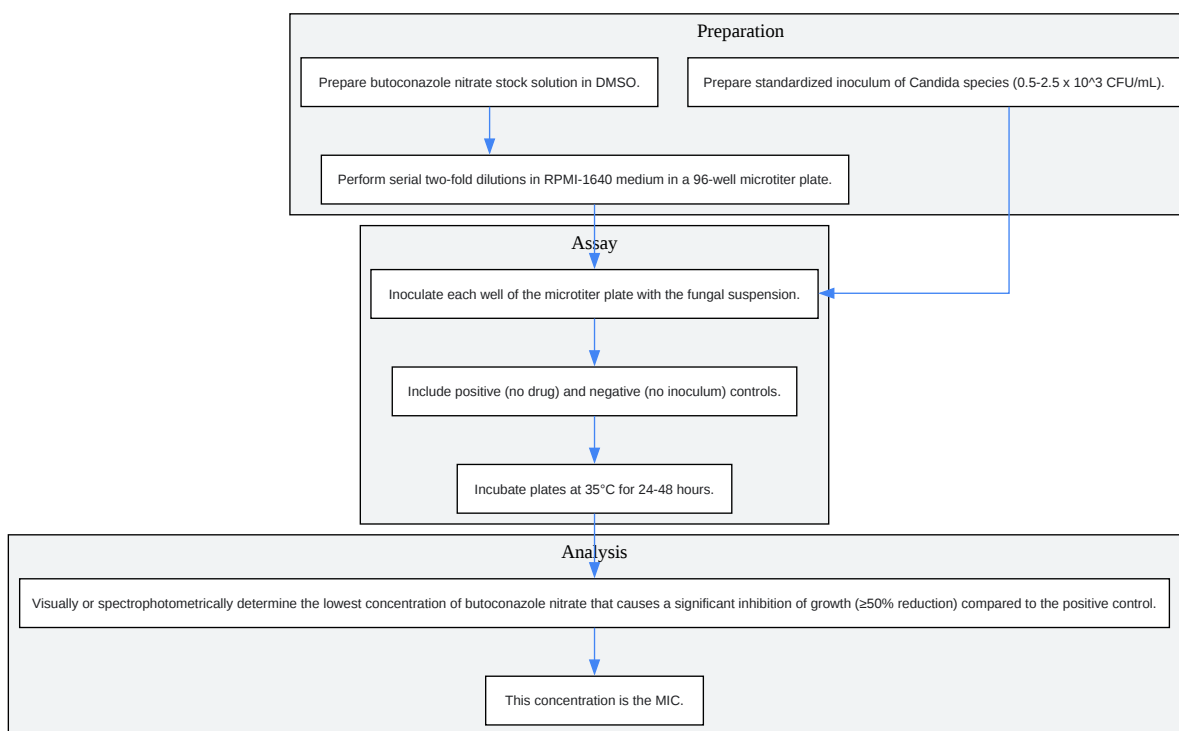 Preparation
Prepare butoconazole nitrate stock solution in DMSO.
Prepare standardized inoculum of Candida species (0.5-2.5 x 10^3 CFU/mL).
Perform serial two-fold dilutions in RPMI-1640 medium in a 96-well microtiter plate.
Assay
Inoculate each well of the microtiter plate with the fungal suspension.
Include positive (no drug) and negative (no inoculum) controls.
Incubate plates at 35°C for 24-48 hours.
Analysis
Visually or spectrophotometrically determine the lowest concentration of butoconazole nitrate that causes a significant inhibition of growth (≥50% reduction) compared to the positive control.
This concentration is the MIC.